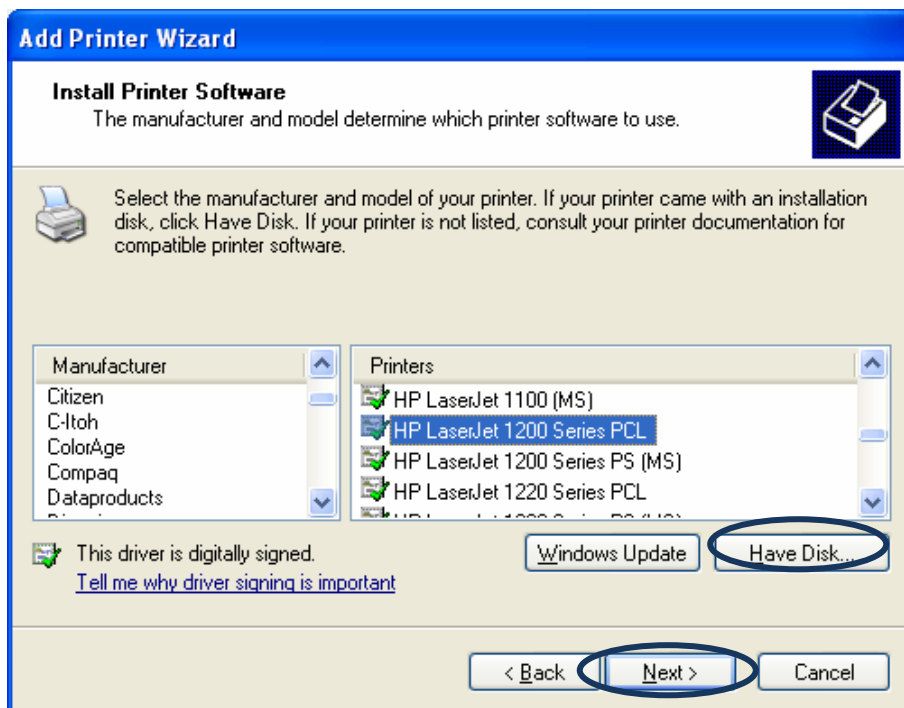 Add Printer Wizard
Install Printer Software
The manufacturer and model determine which printer software to use.
Select the manufacturer and model of your printer. If your printer came with an installation
disk, click Have Disk. If your printer is not listed, consult your printer documentation for
compatible printer software.
Manufacturer
Citizen
C-Itoh
ColorAge
Compaq
Dataproducts
Printers
HP LaserJet 1100 (MS)
HP LaserJet 1200 Series PCL
HP LaserJet 1200 Series PS (MS)
HP LaserJet 1220 Series PCL
This driver is digitally signed.
Tell me why driver signing is important
Windows Update
Have Disk...
< Back
Next >
Cancel